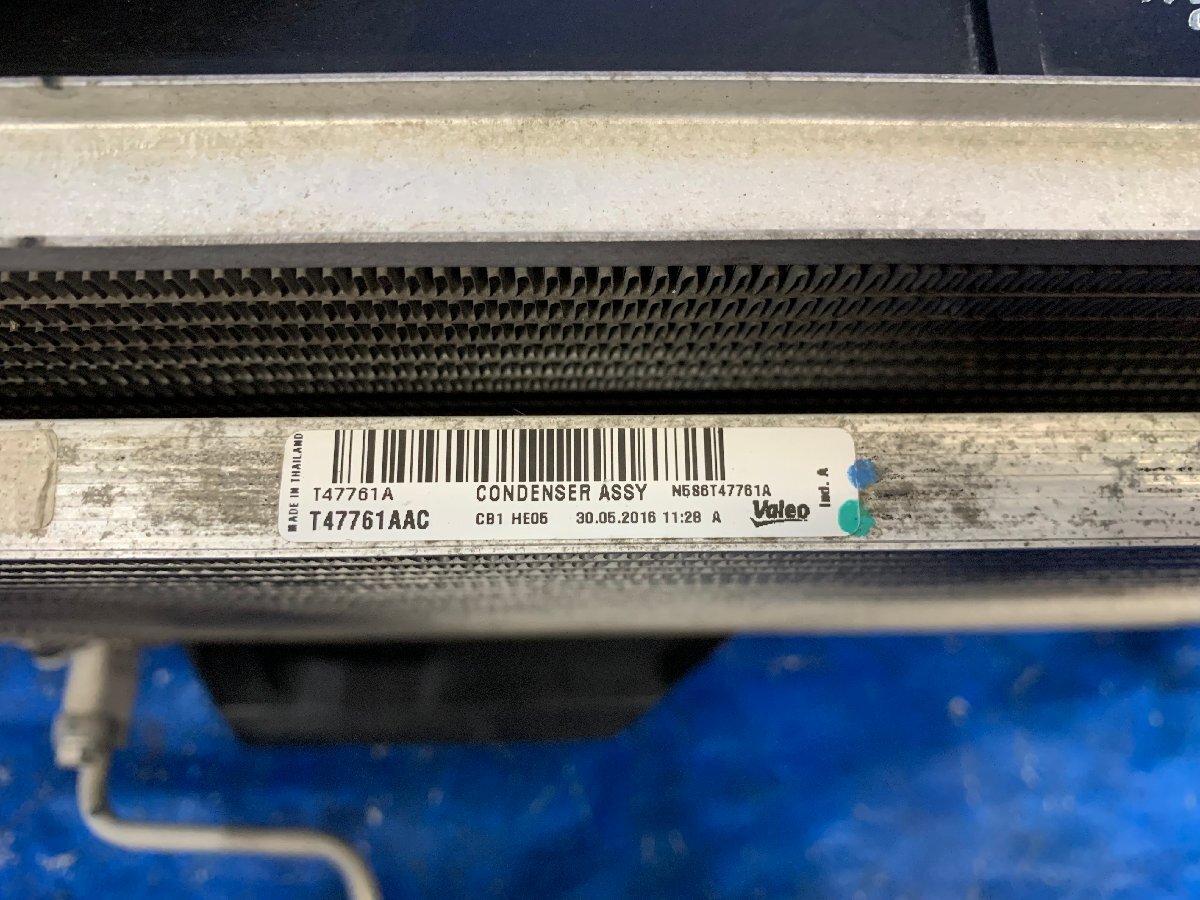 MADE IN THAILAND
T47761A CONDENSER ASSY N586T47761A
T47761AAC CB1 HE05 30.05.2016 11:28 A Valeo
Ind. A